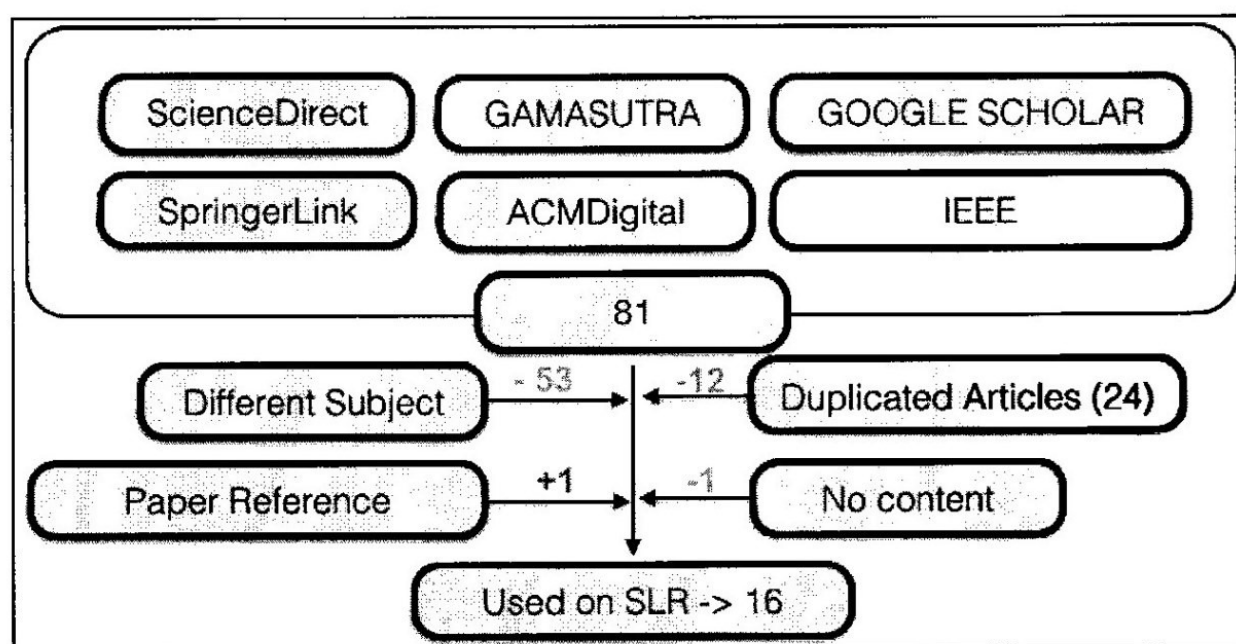 ScienceDirect
GAMASUTRA
GOOGLE SCHOLAR
SpringerLink
ACMDigital
IEEE
81
Different Subject
- 53
-12
Duplicated Articles (24)
Paper Reference
+1
-1
No content
Used on SLR -> 16